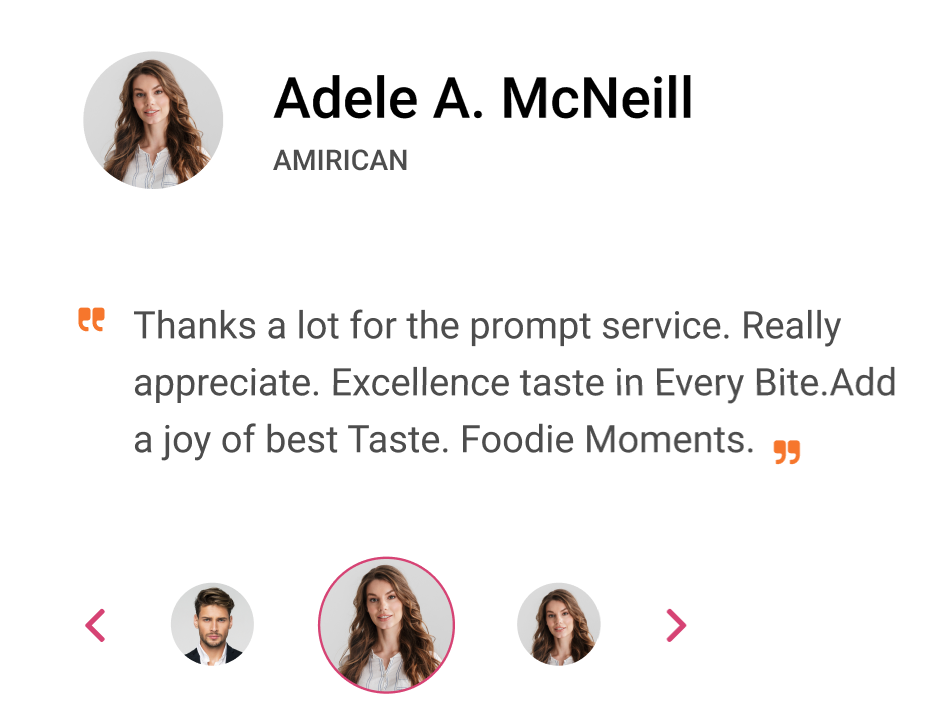 Adele A. McNeill
AMIRICAN
❝ Thanks a lot for the prompt service. Really
appreciate. Excellence taste in Every Bite.Add
a joy of best Taste. Foodie Moments. ❞